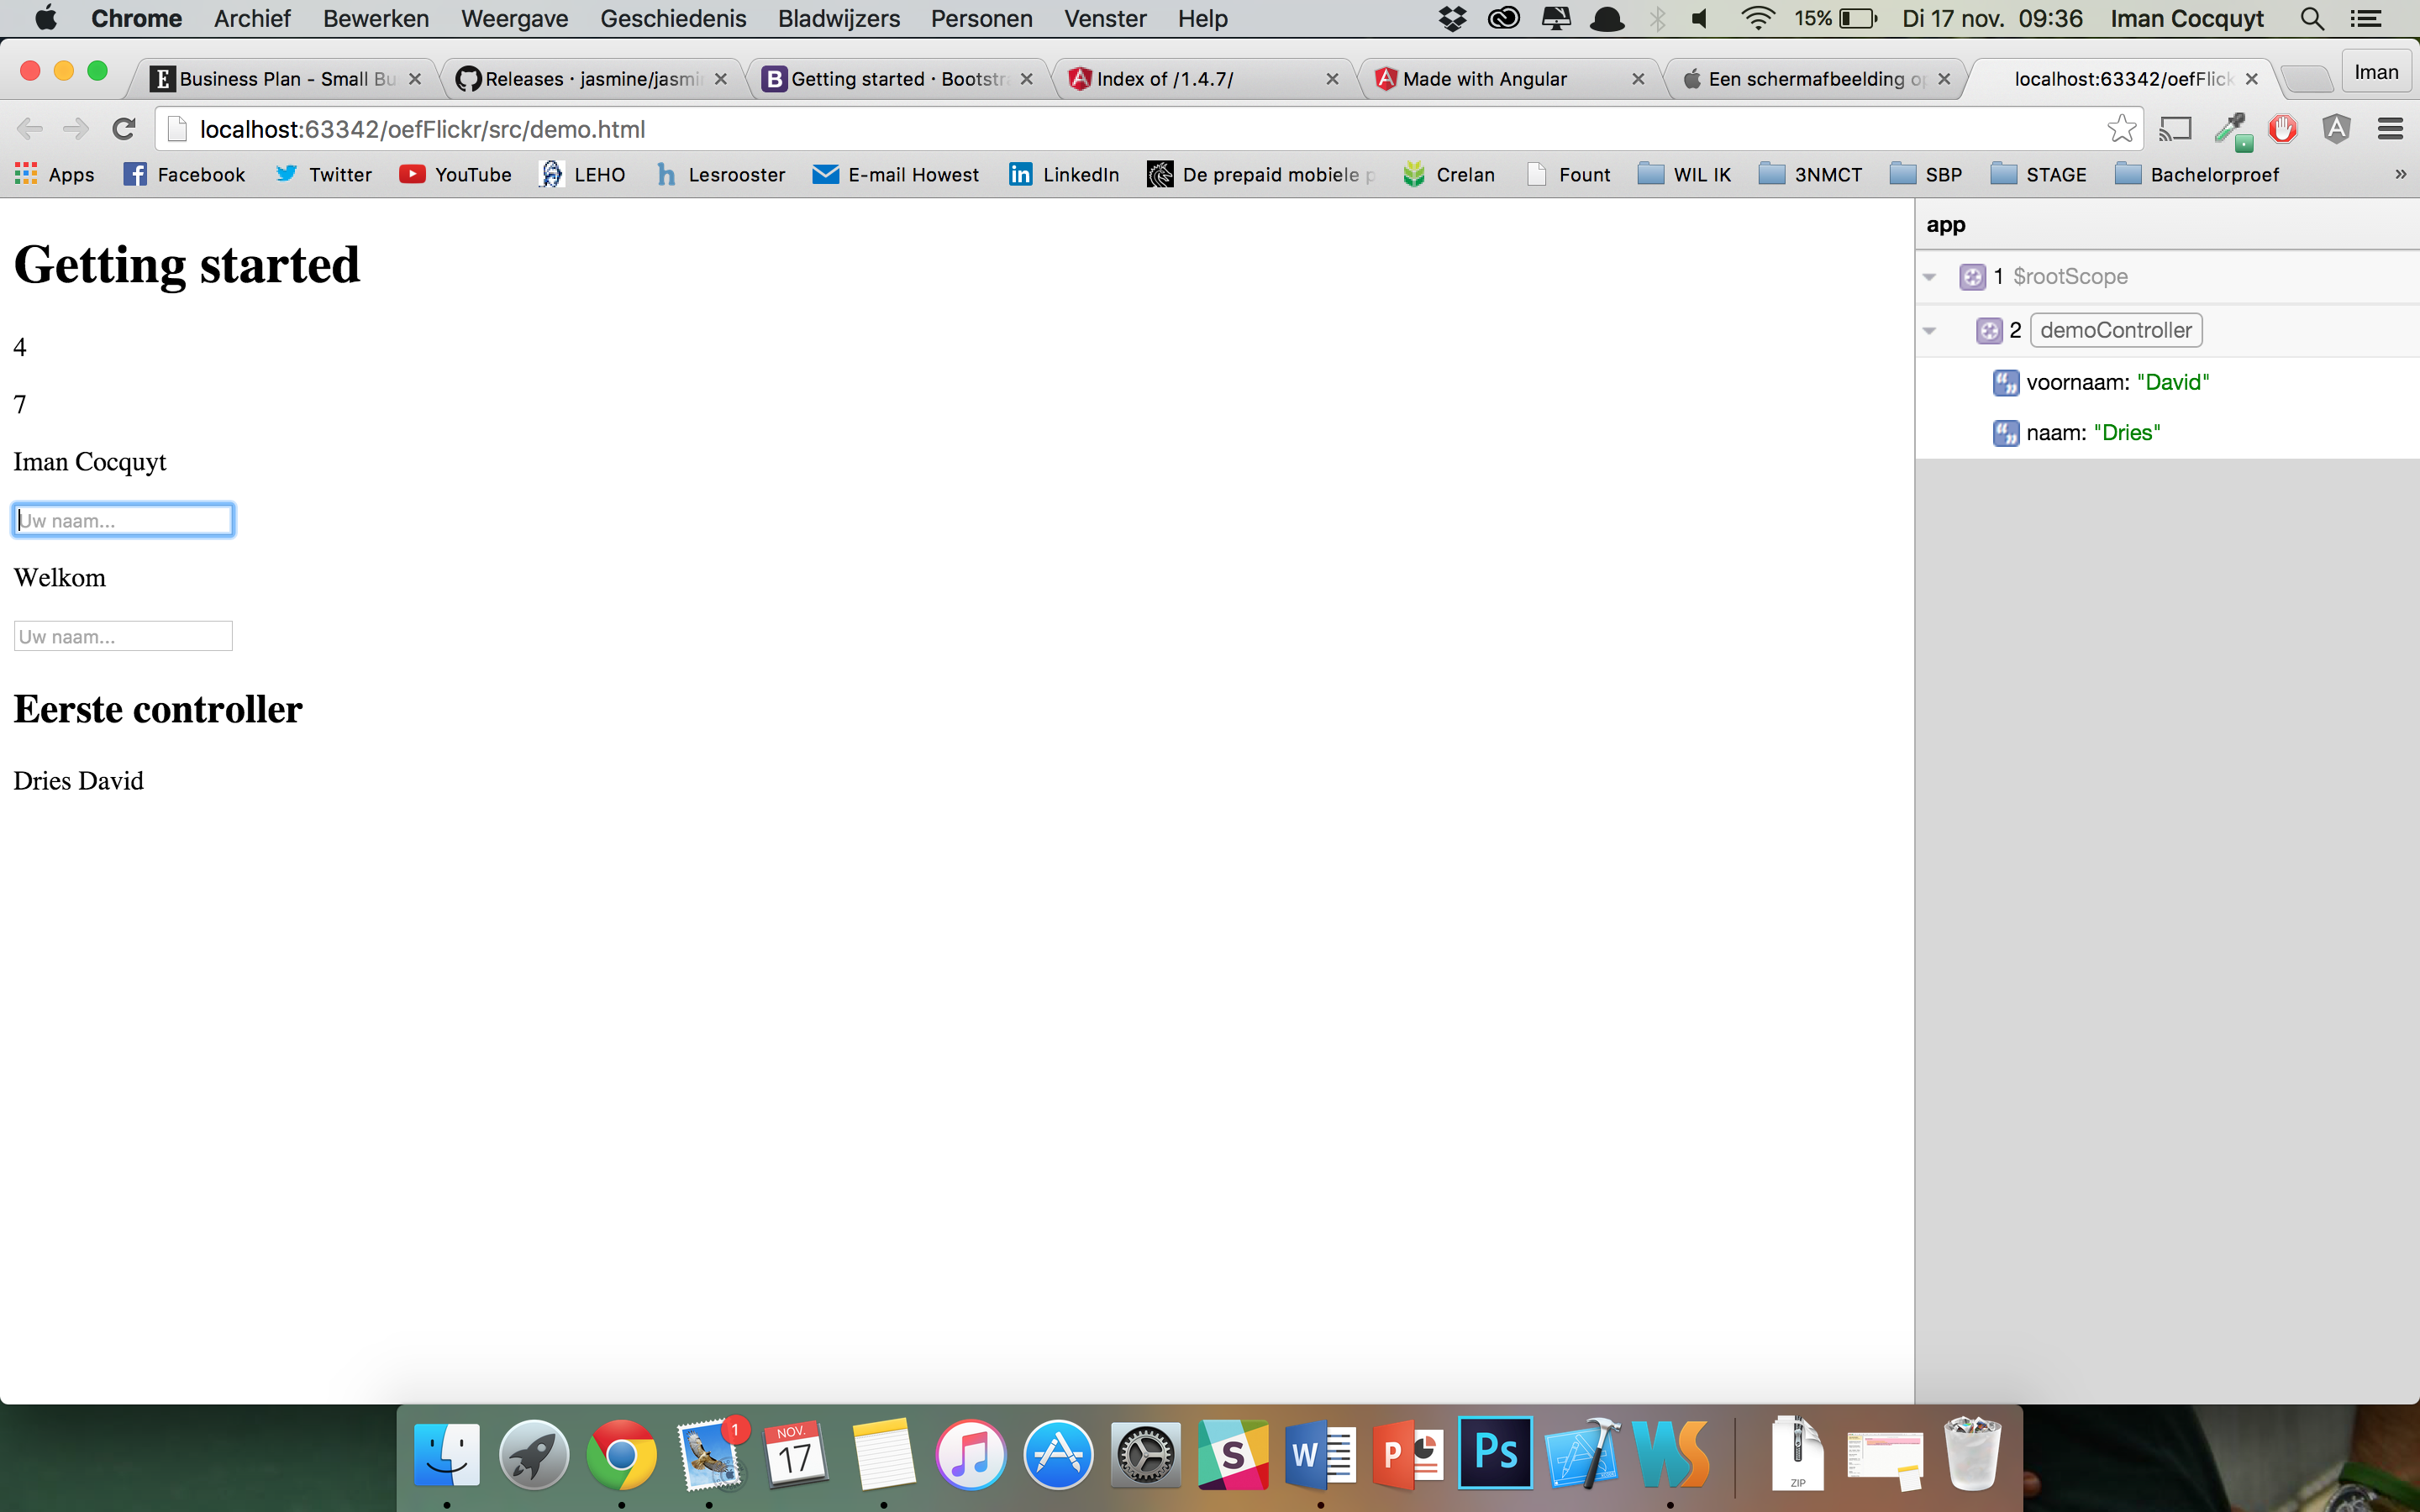 Chrome Archief Bewerken Weergave Geschiedenis Bladwijzers Personen Venster Help 15% Di 17 nov. 09:36 Iman Cocquyt
Business Plan - Small Bu Releases · jasmine/jasmi Getting started · Bootstra Index of /1.4.7/ Made with Angular Een schermafbeelding op localhost:63342/oefFlick Iman
localhost:63342/oefFlickr/src/demo.html
Apps Facebook Twitter YouTube LEHO Lesrooster E-mail Howest LinkedIn De prepaid mobiele p Crelan Fount WIL IK 3NMCT SBP STAGE Bachelorproef »
Getting started
4
7
Iman Cocquyt
Uw naam...
Welkom
Uw naam...
Eerste controller
Dries David
app
1 $rootScope
2 demoController
voornaam: "David"
naam: "Dries"
1
NOV.
17
S
W
P
Ps
WS
ZIP